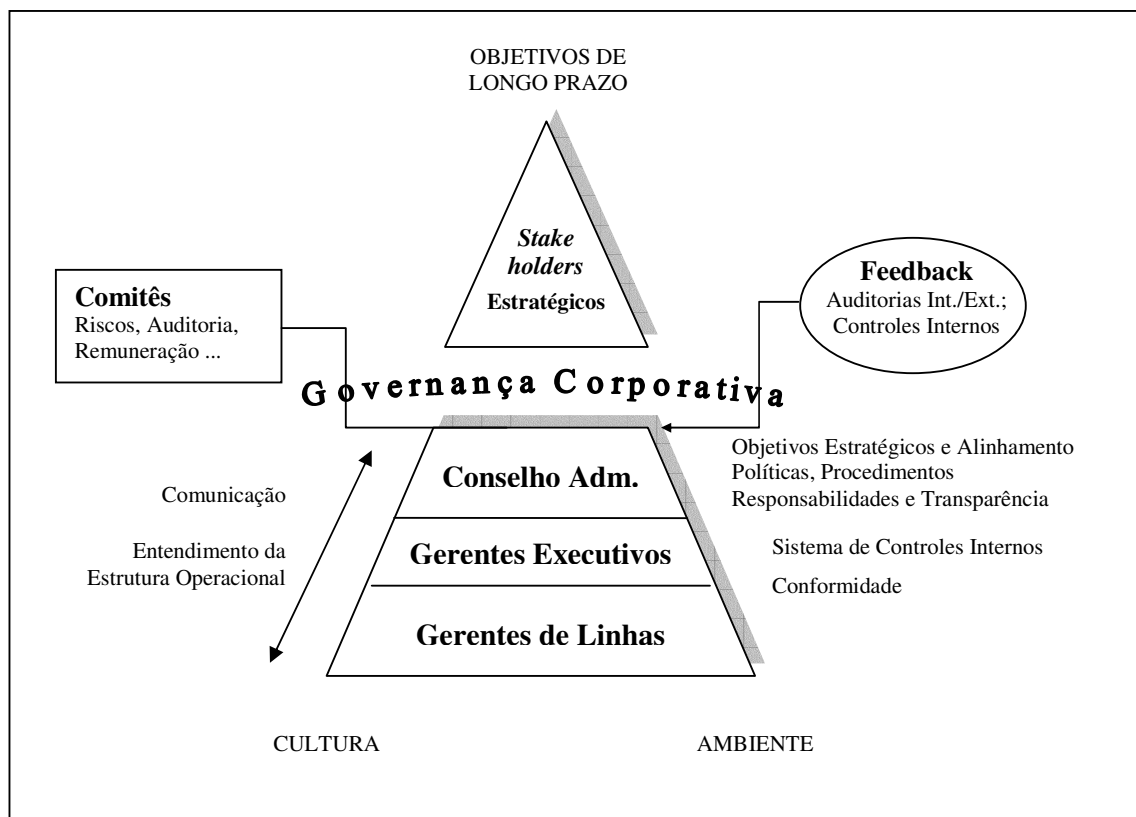 OBJETIVOS DE
LONGO PRAZO
Stake
holders
Estratégicos
Comitês
Riscos, Auditoria,
Remuneração ...
Feedback
Auditorias Int./Ext.;
Controles Internos
Governança Corporativa
Conselho Adm.
Gerentes Executivos
Gerentes de Linhas
Comunicação
Entendimento da
Estrutura Operacional
Objetivos Estratégicos e Alinhamento
Políticas, Procedimentos
Responsabilidades e Transparência
Sistema de Controles Internos
Conformidade
CULTURA
AMBIENTE